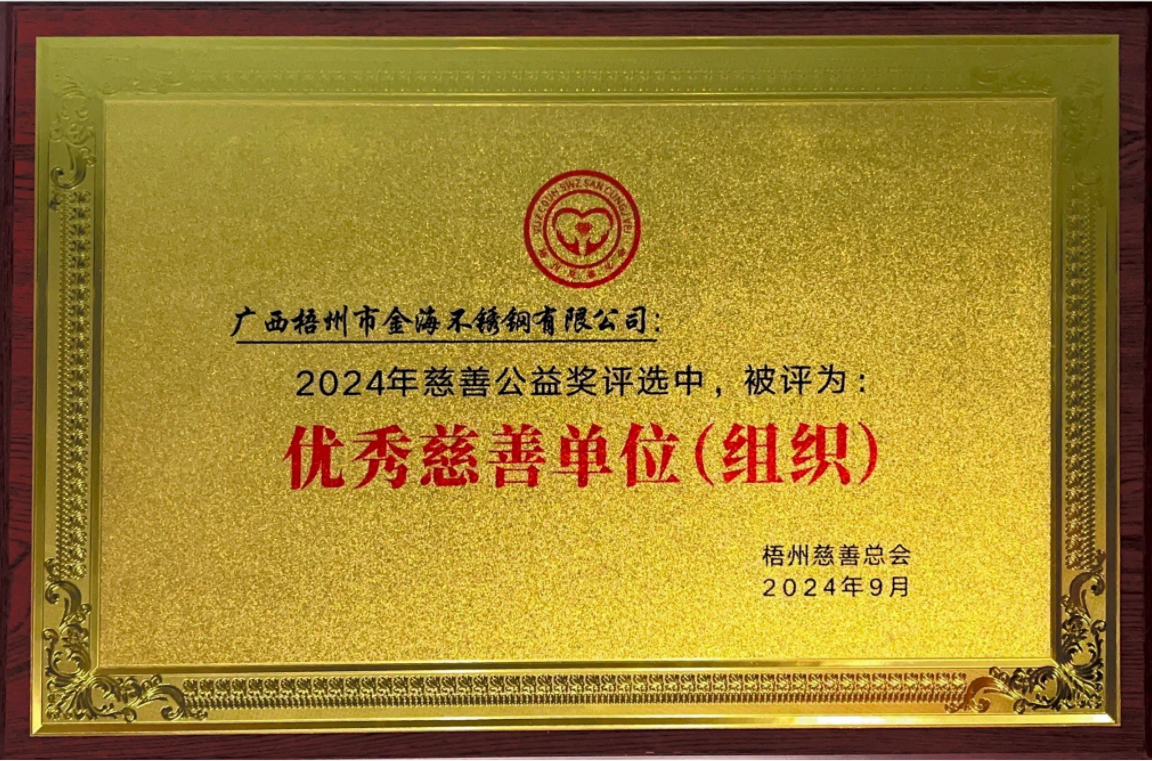 广西梧州市金海不锈钢有限公司：
2024年慈善公益奖评选中，被评为：
优秀慈善单位(组织)
梧州慈善总会
2024年9月